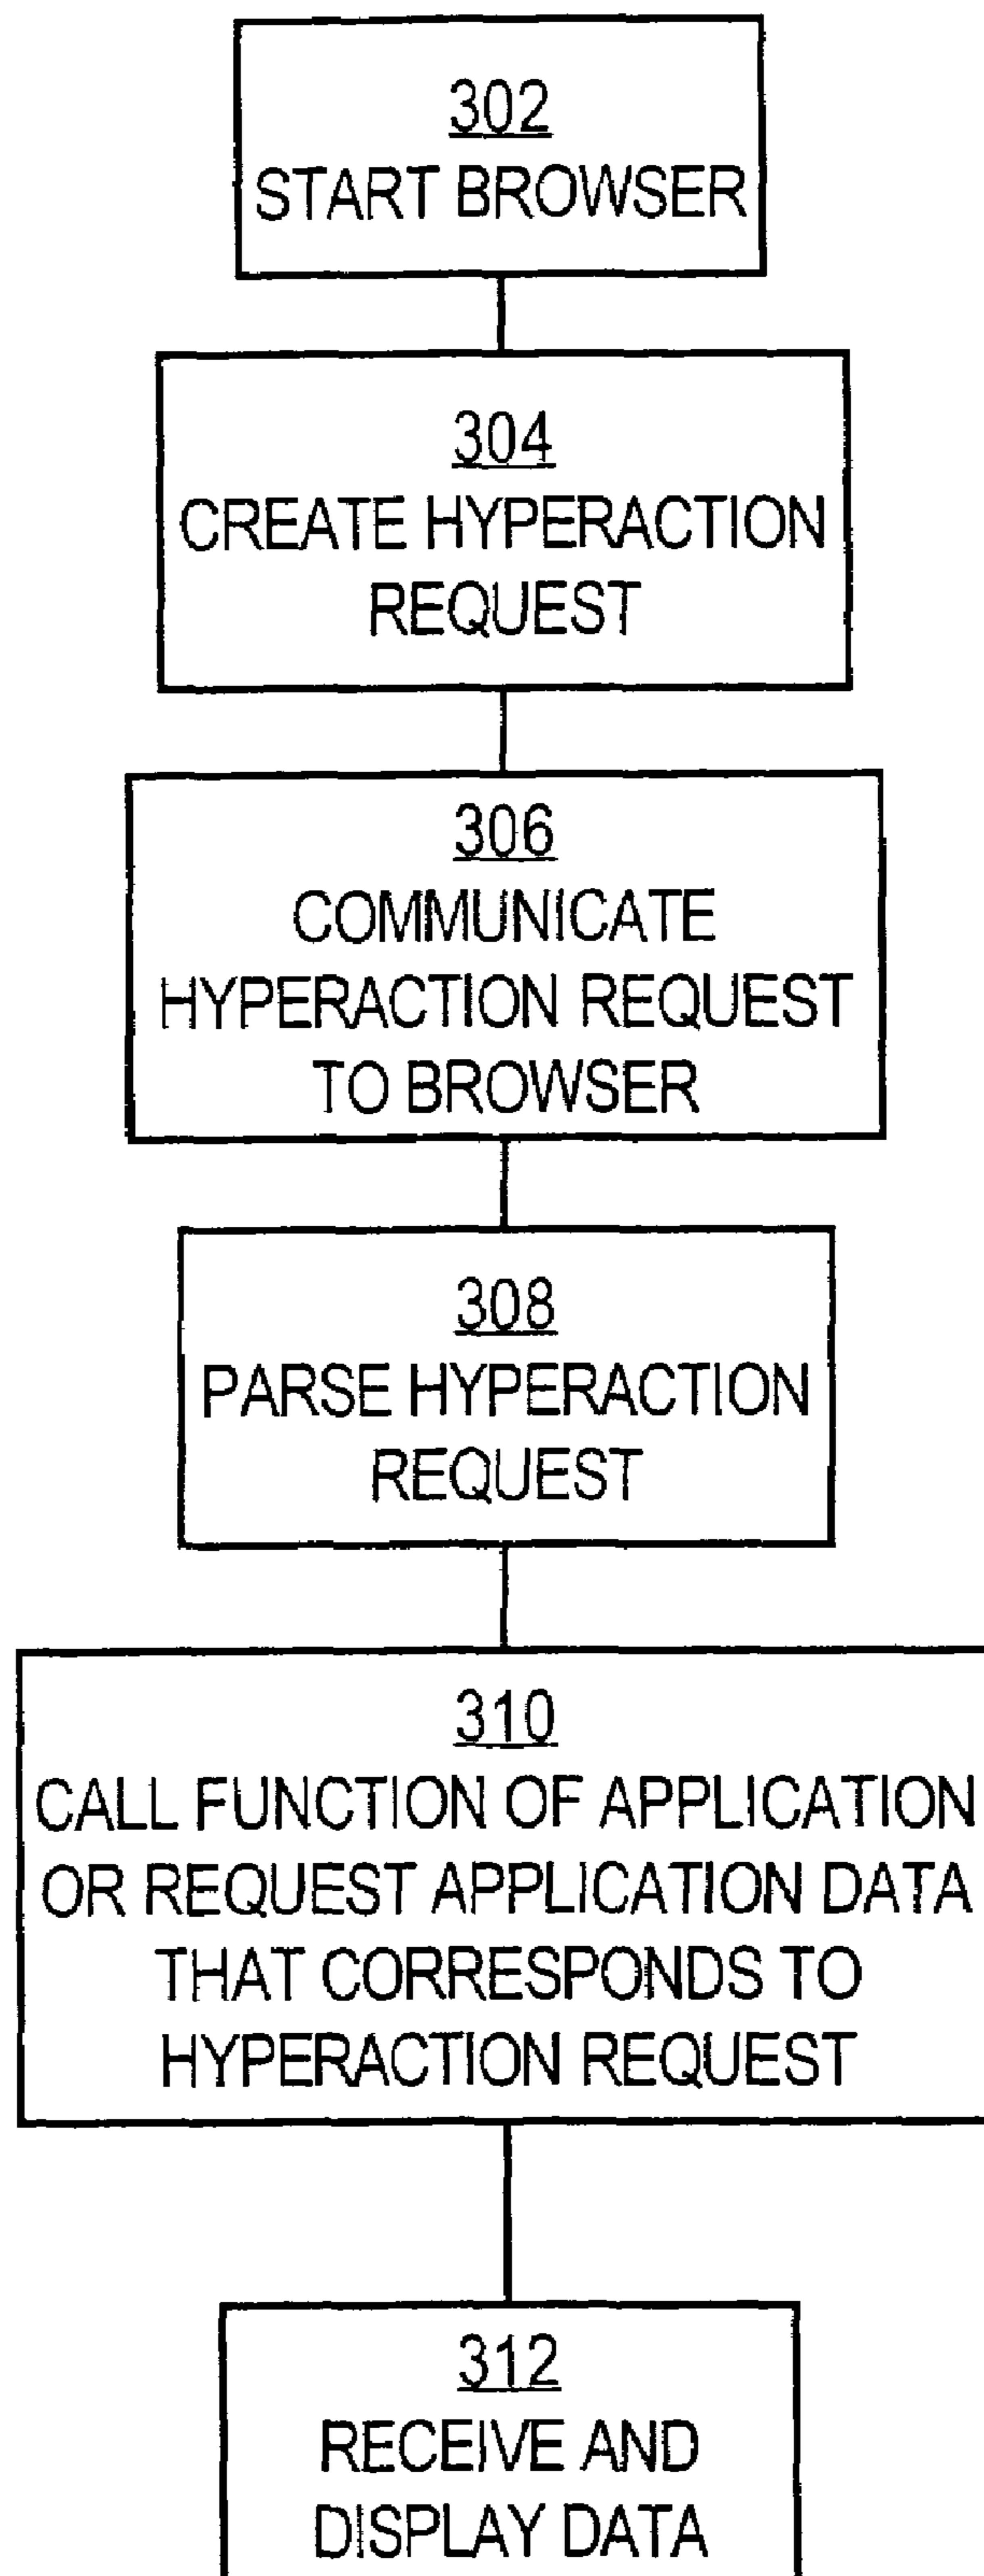 302
START BROWSER
304
CREATE HYPERACTION
REQUEST
306
COMMUNICATE
HYPERACTION REQUEST
TO BROWSER
308
PARSE HYPERACTION
REQUEST
310
CALL FUNCTION OF APPLICATION
OR REQUEST APPLICATION DATA
THAT CORRESPONDS TO
HYPERACTION REQUEST
312
RECEIVE AND
DISPLAY DATA